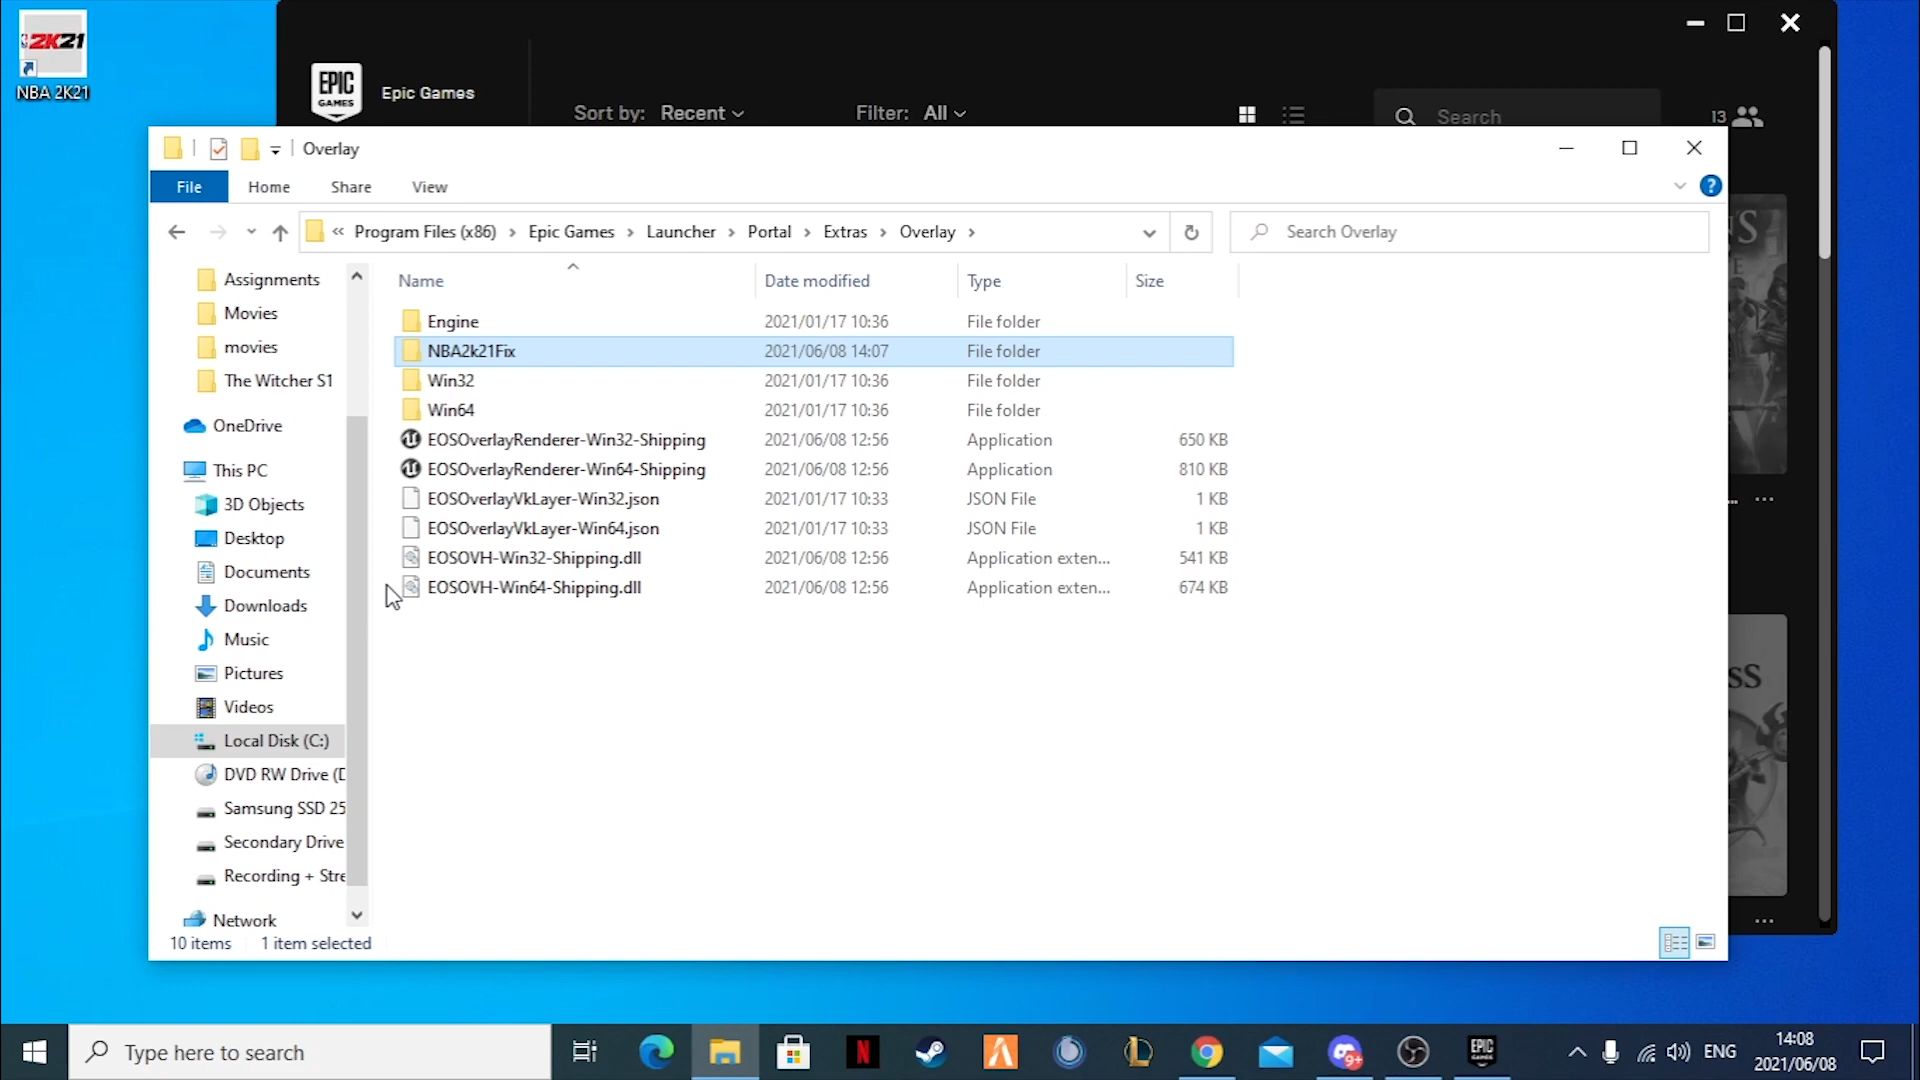 2K21
NBA 2K21
EPIC
GAMES
Epic Games
Sort by: Recent
Filter: All
Search
13
Overlay
File
Home
Share
View
« Program Files (x86) › Epic Games › Launcher › Portal › Extras › Overlay ›
Search Overlay
Assignments
Movies
movies
The Witcher S1
OneDrive
This PC
3D Objects
Desktop
Documents
Downloads
Music
Pictures
Videos
Local Disk (C:)
DVD RW Drive (D
Samsung SSD 25
Secondary Drive
Recording + Stre
Network
Name Date modified Type Size
Engine 2021/01/17 10:36 File folder
NBA2k21Fix 2021/06/08 14:07 File folder
Win32 2021/01/17 10:36 File folder
Win64 2021/01/17 10:36 File folder
EOSOverlayRenderer-Win32-Shipping 2021/06/08 12:56 Application 650 KB
EOSOverlayRenderer-Win64-Shipping 2021/06/08 12:56 Application 810 KB
EOSOverlayVkLayer-Win32.json 2021/01/17 10:33 JSON File 1 KB
EOSOverlayVkLayer-Win64.json 2021/01/17 10:33 JSON File 1 KB
EOSOVH-Win32-Shipping.dll 2021/06/08 12:56 Application exten... 541 KB
EOSOVH-Win64-Shipping.dll 2021/06/08 12:56 Application exten... 674 KB
10 items 1 item selected
Type here to search
9+
EPIC
GAMES
ENG
14:08
2021/06/08